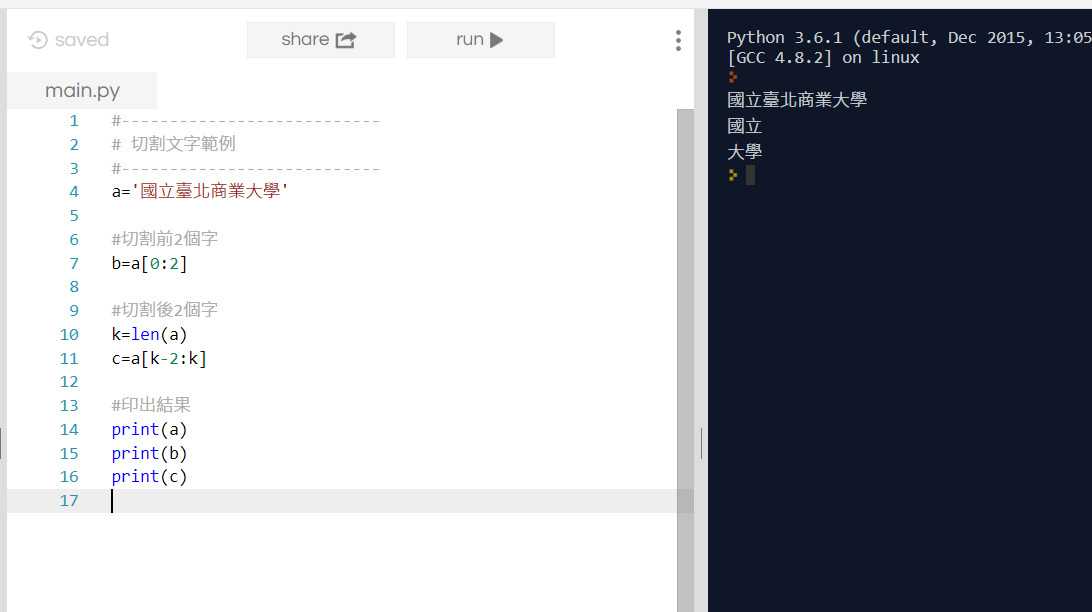 saved
share
run
main.py
1 #---------------------------
2 # 切割文字範例
3 #---------------------------
4 a='國立臺北商業大學'
5
6 #切割前2個字
7 b=a[0:2]
8
9 #切割後2個字
10 k=len(a)
11 c=a[k-2:k]
12
13 #印出結果
14 print(a)
15 print(b)
16 print(c)
17
Python 3.6.1 (default, Dec 2015, 13:05
[GCC 4.8.2] on linux
國立臺北商業大學
國立
大學